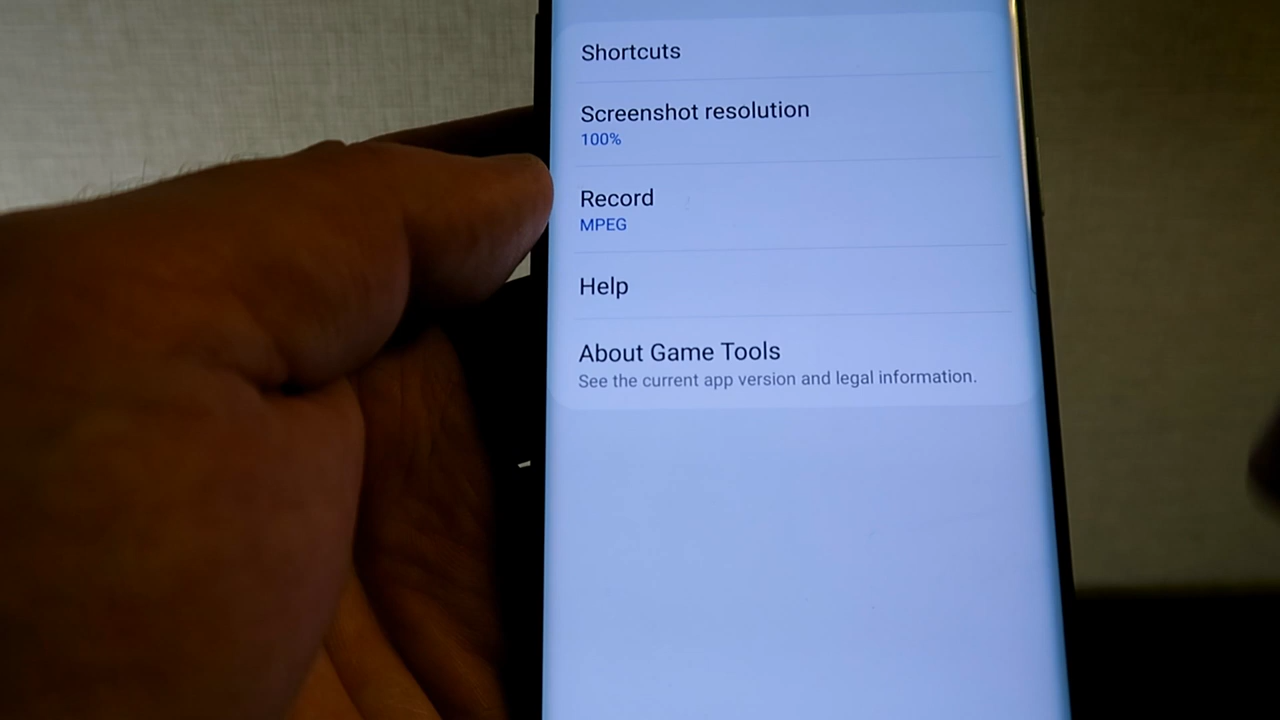 Shortcuts
Screenshot resolution
100%
Record
MPEG
Help
About Game Tools
See the current app version and legal information.